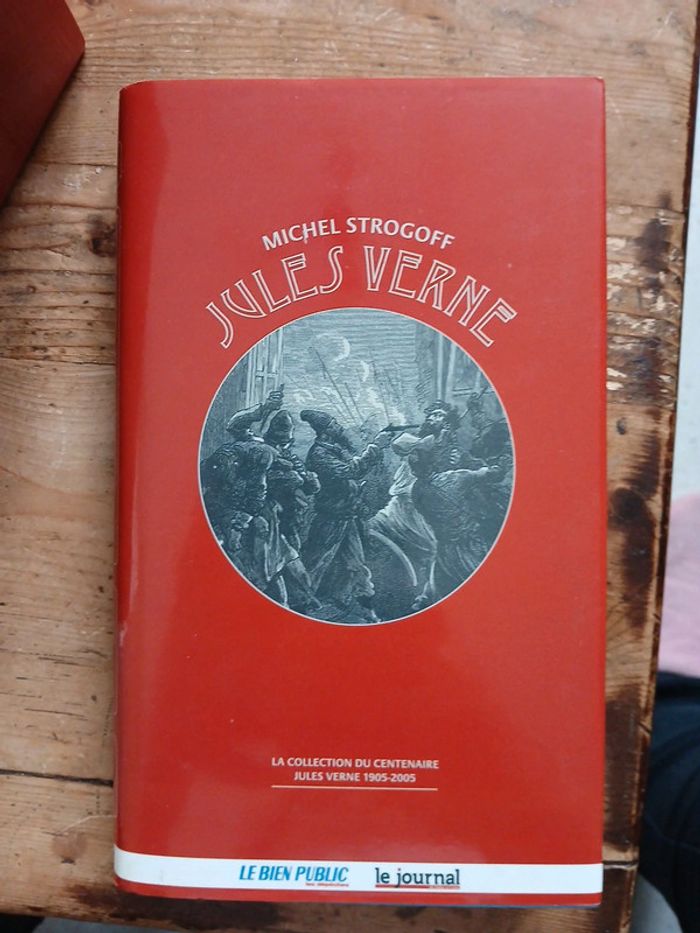 MICHEL STROGOFF
JULES VERNE
LA COLLECTION DU CENTENAIRE
JULES VERNE 1905-2005
LE BIEN PUBLIC
le journal